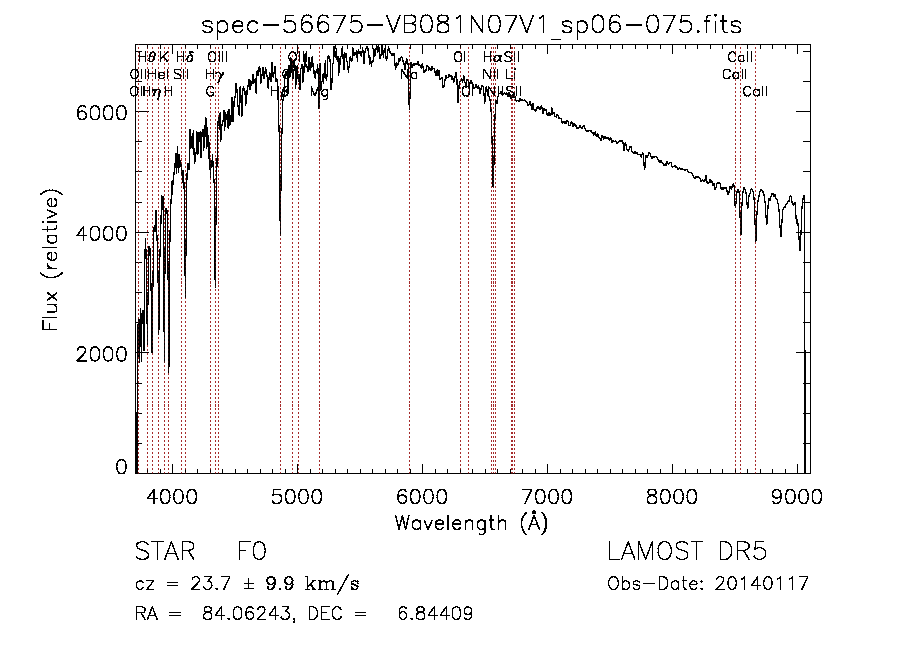 spec-56675-VB081N07V1_sp06-075.fits
Hθ K Hδ OIII OIII OI Hα SII CaII
OII HeI SII Hγ Na NII Li CaII
OII Hη H G Hβ Mg OI NII SII CaII
6000
4000
2000
0
Flux (relative)
4000 5000 6000 7000 8000 9000
Wavelength (Å)
STAR F0 LAMOST DR5
cz = 23.7 ± 9.9 km/s Obs-Date: 20140117
RA = 84.06243, DEC = 6.84409